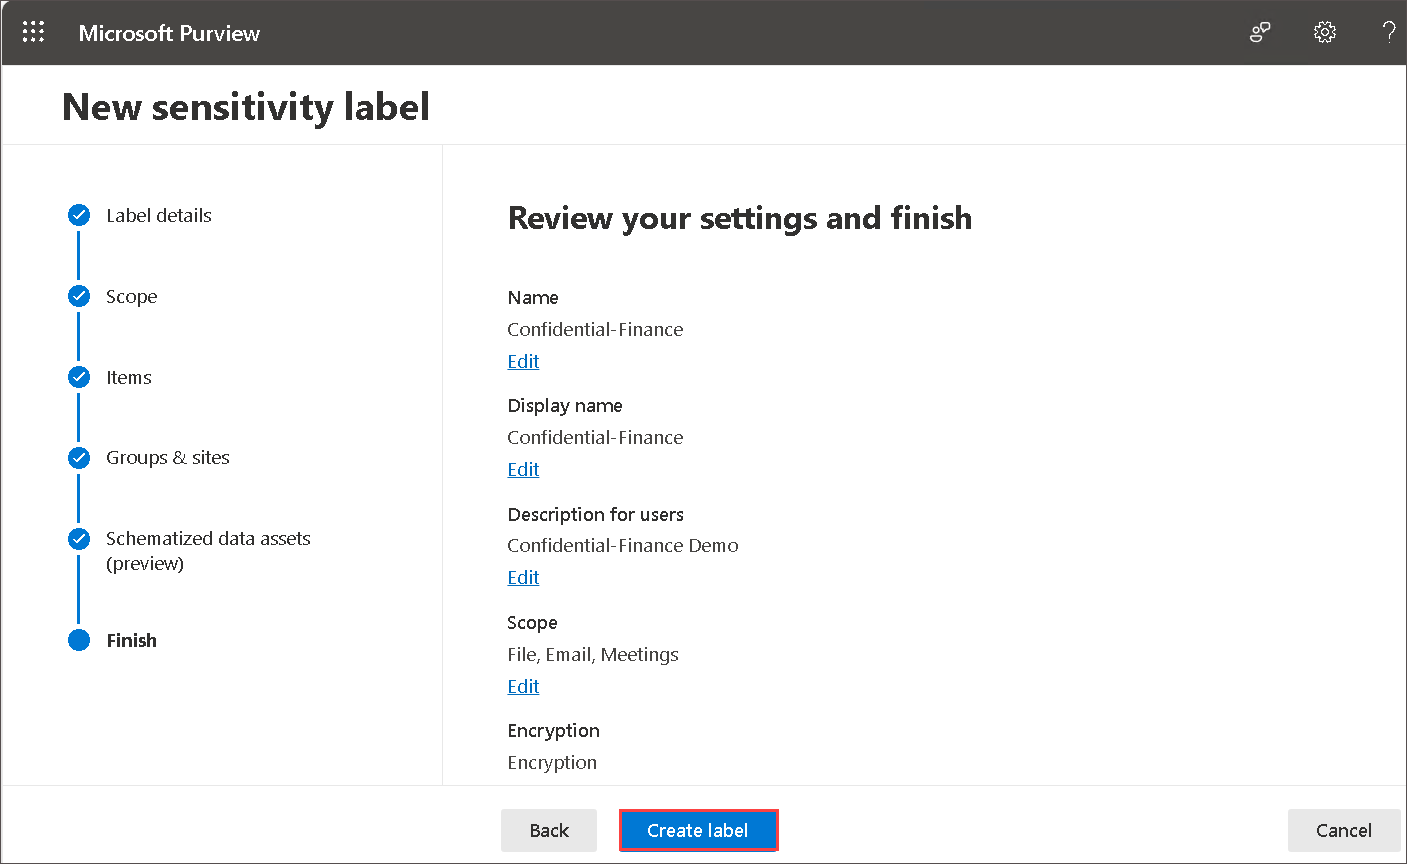 Microsoft Purview
?
New sensitivity label
Label details
Scope
Items
Groups & sites
Schematized data assets
(preview)
Finish
Review your settings and finish
Name
Confidential-Finance
Edit
Display name
Confidential-Finance
Edit
Description for users
Confidential-Finance Demo
Edit
Scope
File, Email, Meetings
Edit
Encryption
Encryption
Back
Create label
Cancel